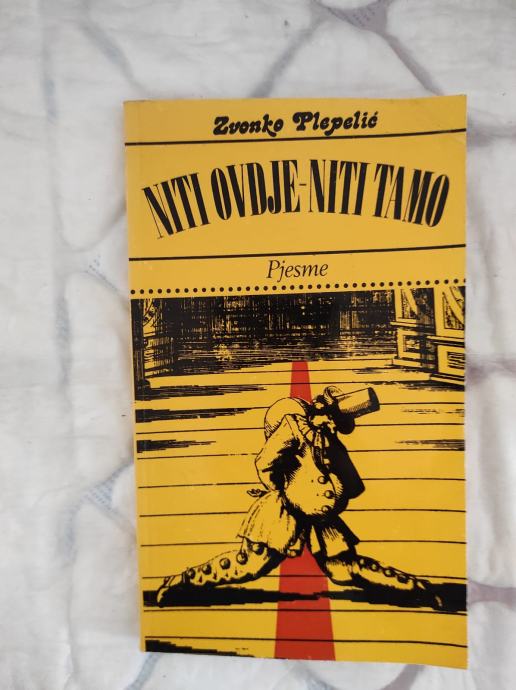 Zvonko Plepelić
NITI OVDJE-NITI TAMO
Pjesme